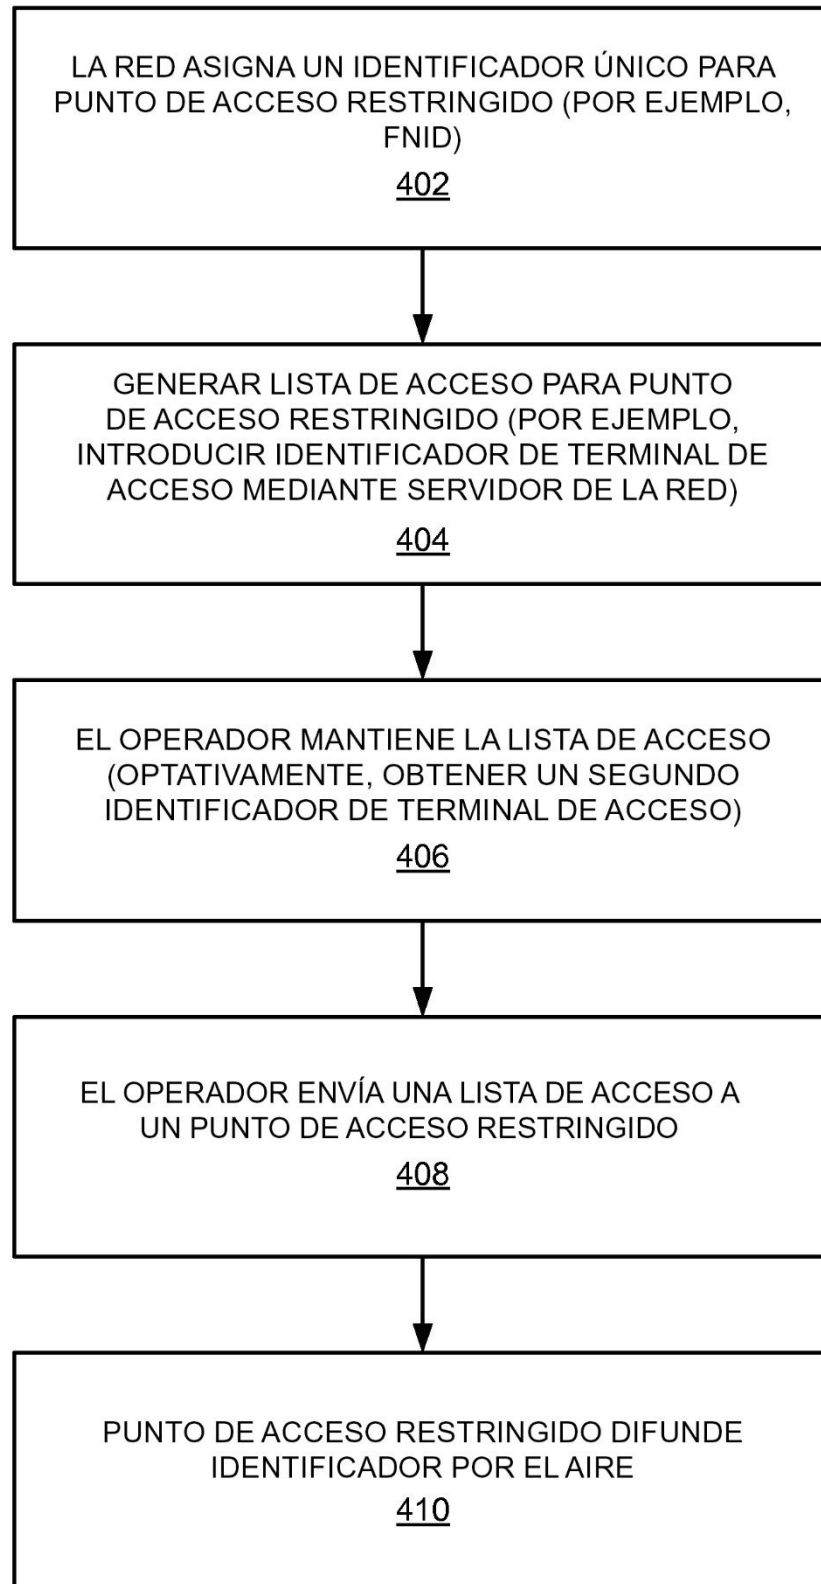 LA RED ASIGNA UN IDENTIFICADOR ÚNICO PARA
PUNTO DE ACCESO RESTRINGIDO (POR EJEMPLO,
FNID)
402
GENERAR LISTA DE ACCESO PARA PUNTO
DE ACCESO RESTRINGIDO (POR EJEMPLO,
INTRODUCIR IDENTIFICADOR DE TERMINAL DE
ACCESO MEDIANTE SERVIDOR DE LA RED)
404
EL OPERADOR MANTIENE LA LISTA DE ACCESO
(OPTATIVAMENTE, OBTENER UN SEGUNDO
IDENTIFICADOR DE TERMINAL DE ACCESO)
406
EL OPERADOR ENVÍA UNA LISTA DE ACCESO A
UN PUNTO DE ACCESO RESTRINGIDO
408
PUNTO DE ACCESO RESTRINGIDO DIFUNDE
IDENTIFICADOR POR EL AIRE
410